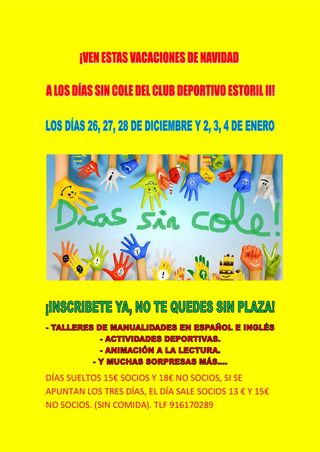 ¡VEN ESTAS VACACIONES DE NAVIDAD
A LOS DÍAS SIN COLE DEL CLUB DEPORTIVO ESTORIL II!
LOS DÍAS 26, 27, 28 DE DICIEMBRE Y 2, 3, 4 DE ENERO
Días sin cole!
¡INSCRIBETE YA, NO TE QUEDES SIN PLAZA!
- TALLERES DE MANUALIDADES EN ESPAÑOL E INGLÉS
- ACTIVIDADES DEPORTIVAS.
- ANIMACIÓN A LA LECTURA.
- Y MUCHAS SORPRESAS MÁS....
DÍAS SUELTOS 15€ SOCIOS Y 18€ NO SOCIOS, SI SE
APUNTAN LOS TRES DÍAS, EL DÍA SALE SOCIOS 13 € Y 15€
NO SOCIOS. (SIN COMIDA). TLF 916170289